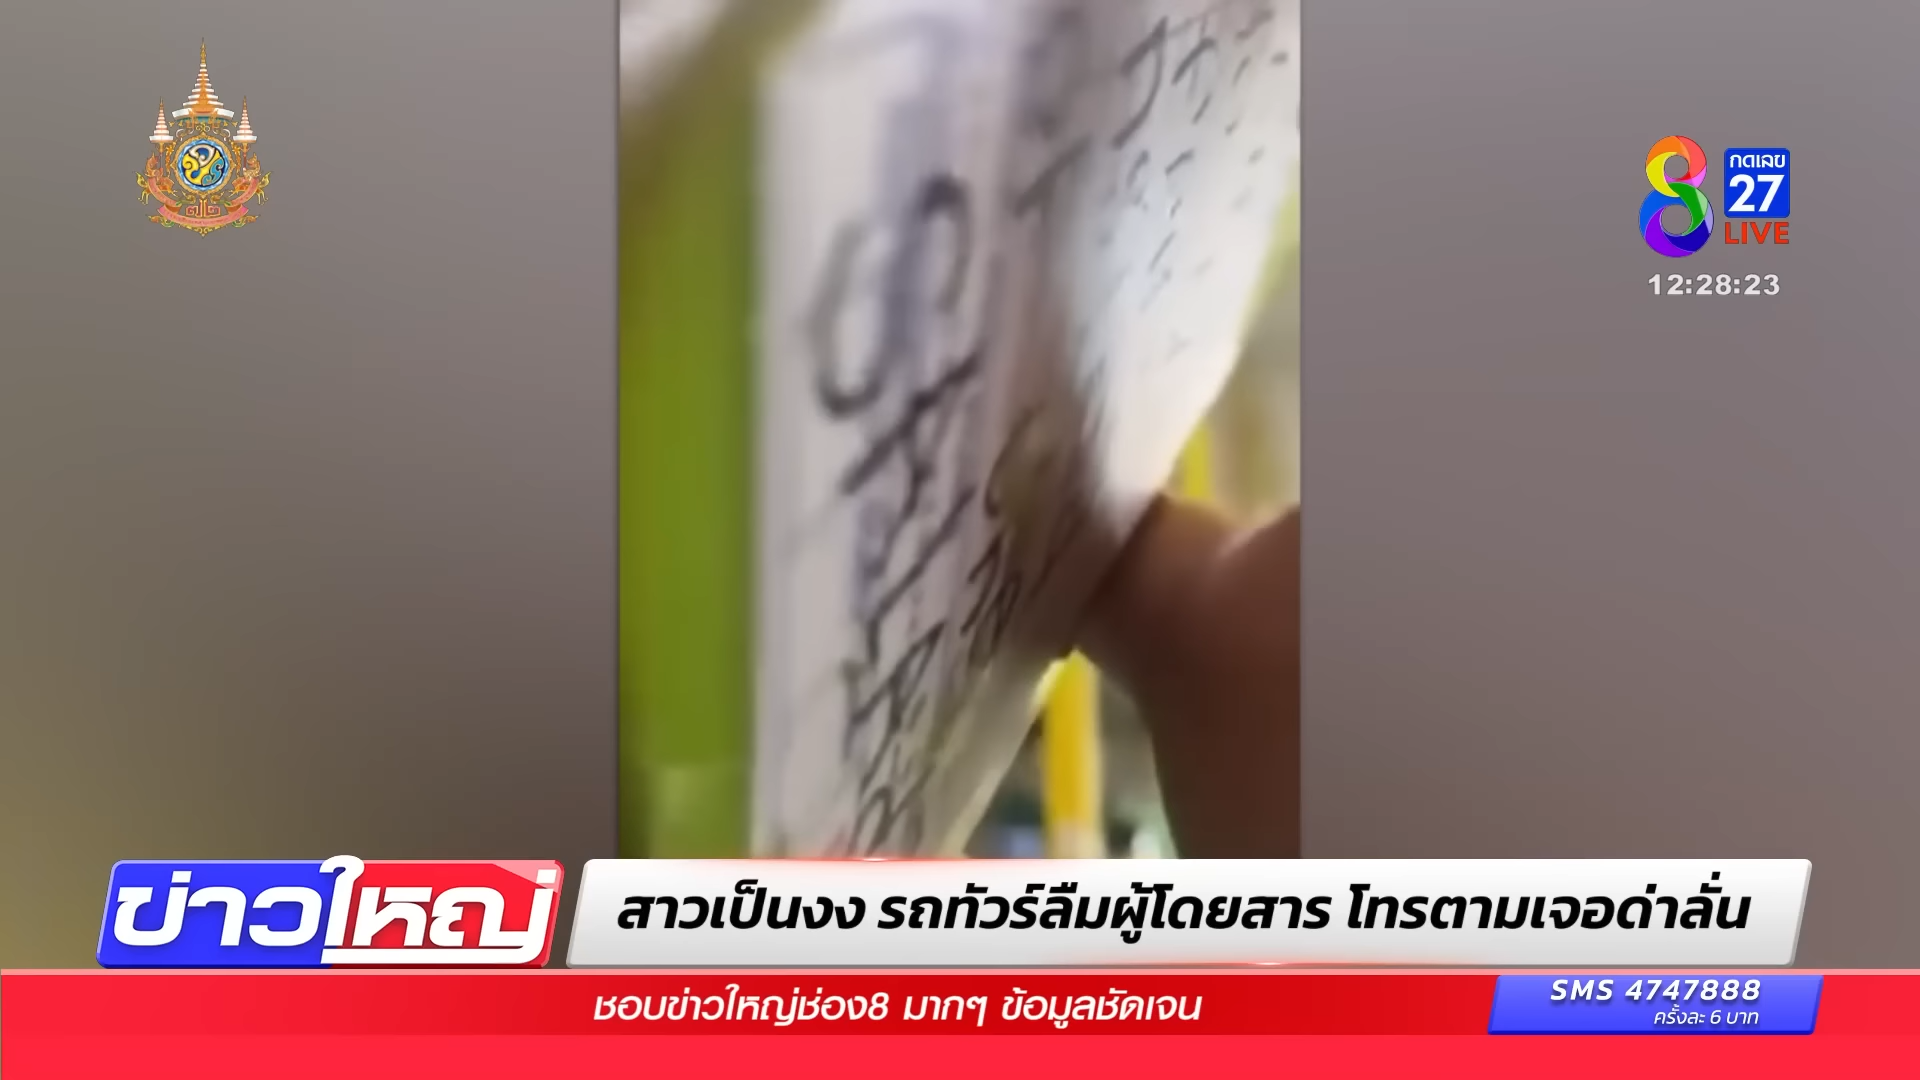 กดเลข
27
LIVE
12:28:23
ข่าวใหญ่
สาวเป็นงง รถทัวร์ลืมผู้โดยสาร โทรตามเจอด่าลั่น
ชอบข่าวใหญ่ช่อง8 มากๆ ข้อมูลชัดเจน
SMS 4747888
ครั้งละ 6 บาท